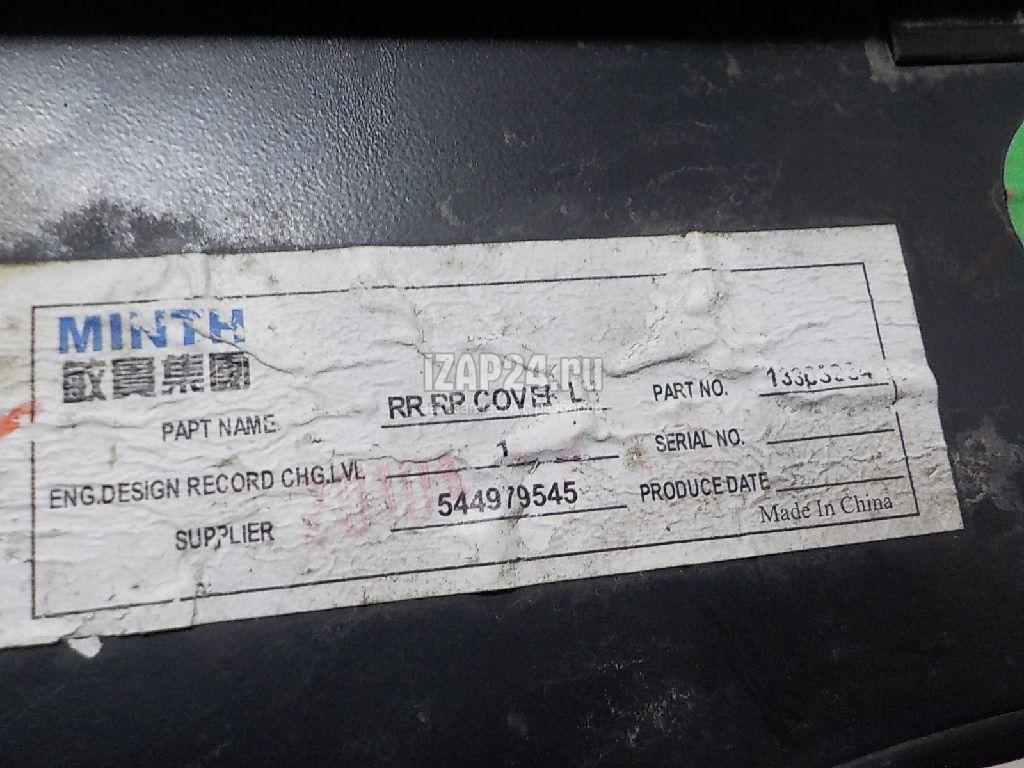 MINTH
敏實集團
iZAP24.ru
PAPT NAME RR RP COVER L
PART NO.
ENG.DESIGN RECORD CHG.LVL 1
SERIAL NO.
SUPPLIER 544979545
PRODUCE DATE
Made In China